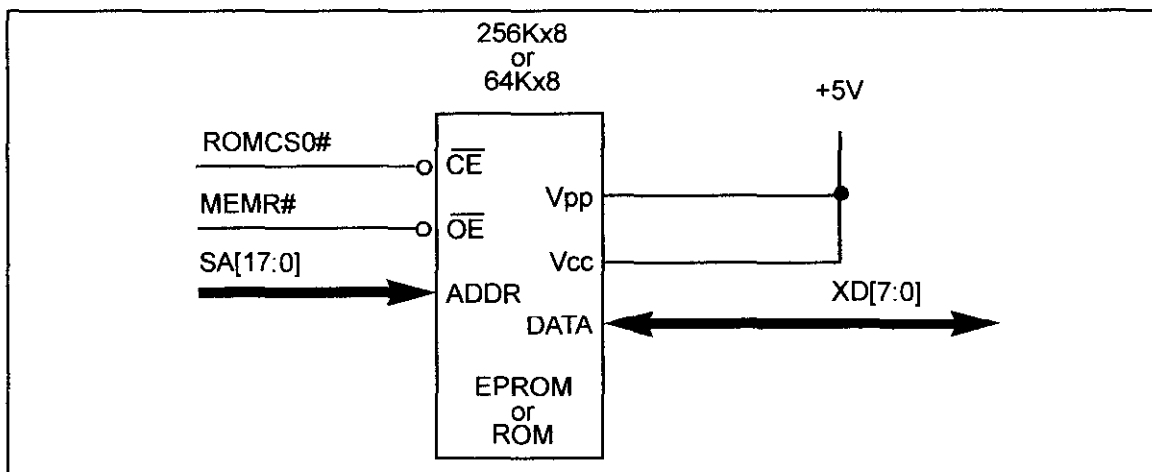 256Kx8
or
64Kx8
+5V
ROMCS0#
CE
Vpp
MEMR#
OE
Vcc
SA[17:0]
ADDR
XD[7:0]
DATA
EPROM
or
ROM